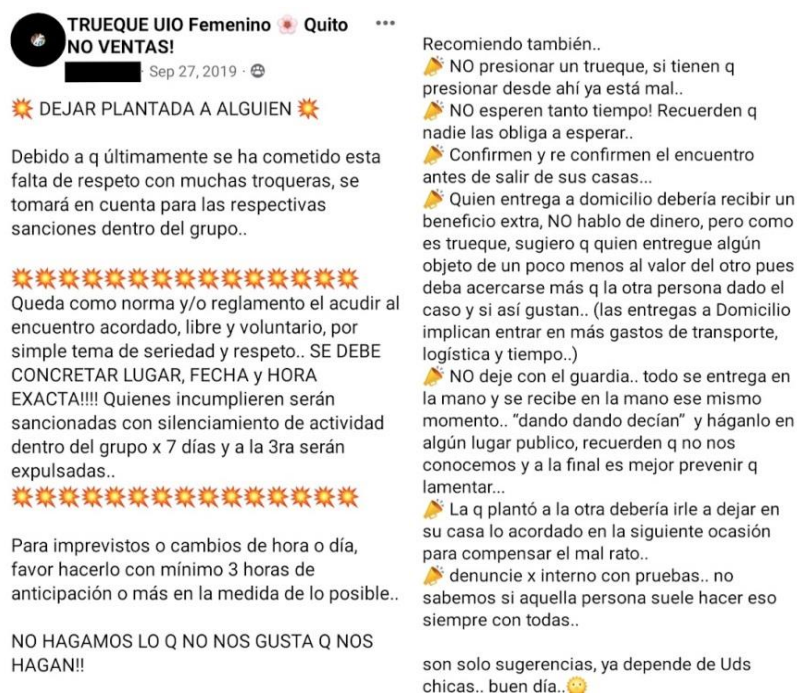 TRUEQUE UIO Femenino 🌸 Quito
NO VENTAS!
Sep 27, 2019 ·
💥 DEJAR PLANTADA A ALGUIEN 💥
Debido a q últimamente se ha cometido esta
falta de respeto con muchas troqueras, se
tomará en cuenta para las respectivas
sanciones dentro del grupo..
💥💥💥💥💥💥💥💥💥💥💥💥💥💥💥
Queda como norma y/o reglamento el acudir al
encuentro acordado, libre y voluntario, por
simple tema de seriedad y respeto.. SE DEBE
CONCRETAR LUGAR, FECHA y HORA
EXACTA!!!! Quienes incumplieren serán
sancionadas con silenciamiento de actividad
dentro del grupo x 7 días y a la 3ra serán
expulsadas..
💥💥💥💥💥💥💥💥💥💥💥💥💥💥💥
Para imprevistos o cambios de hora o día,
favor hacerlo con mínimo 3 horas de
anticipación o más en la medida de lo posible..
NO HAGAMOS LO Q NO NOS GUSTA Q NOS
HAGAN!!
Recomiendo también..
📣 NO presionar un trueque, si tienen q
presionar desde ahí ya está mal..
📣 NO esperen tanto tiempo! Recuerden q
nadie las obliga a esperar..
📣 Confirmen y re confirmen el encuentro
antes de salir de sus casas...
📣 Quien entrega a domicilio debería recibir un
beneficio extra, NO hablo de dinero, pero como
es trueque, sugiero q quien entregue algún
objeto de un poco menos al valor del otro pues
deba acercarse más q la otra persona dado el
caso y si así gustan.. (las entregas a Domicilio
implican entrar en más gastos de transporte,
logística y tiempo..)
📣 NO deje con el guardia.. todo se entrega en
la mano y se recibe en la mano ese mismo
momento.. “dando dando decían” y háganlo en
algún lugar publico, recuerden q no nos
conocemos y a la final es mejor prevenir q
lamentar...
📣 La q plantó a la otra debería irle a dejar en
su casa lo acordado en la siguiente ocasión
para compensar el mal rato..
📣 denuncie x interno con pruebas.. no
sabemos si aquella persona suele hacer eso
siempre con todas..
son solo sugerencias, ya depende de Uds
chicas.. buen día..🌝